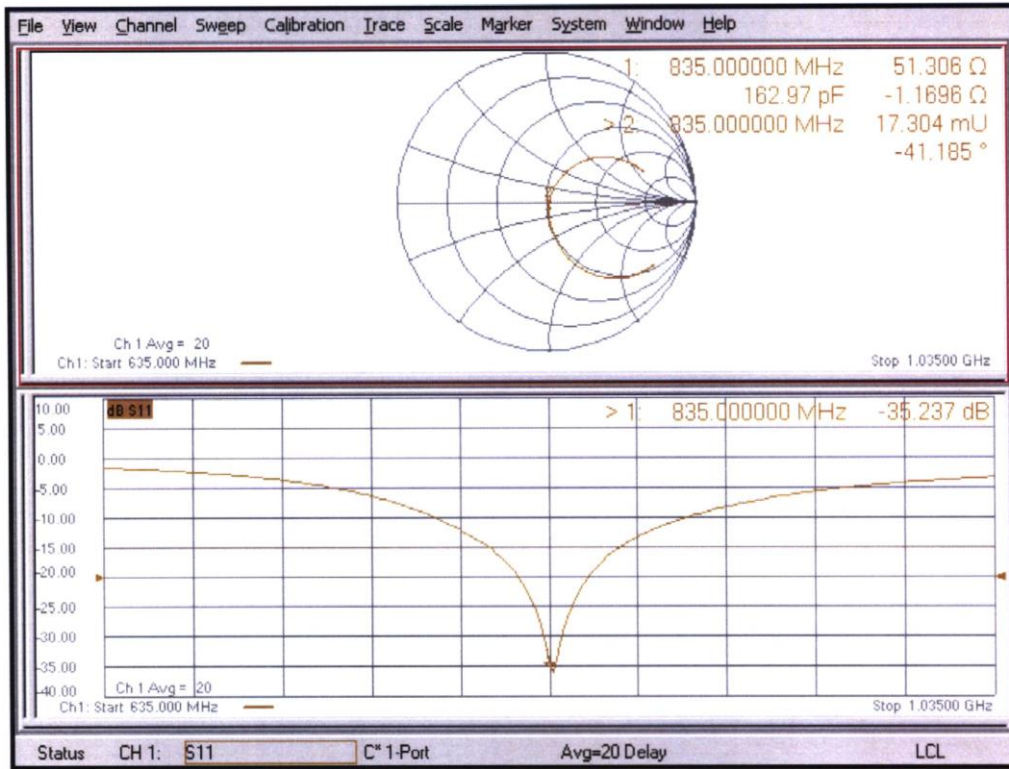 File View Channel Sweep Calibration Trace Scale Marker System Window Help
1: 835.000000 MHz 51.306 Ω
162.97 pF -1.1696 Ω
> 2: 835.000000 MHz 17.304 mU
-41.185 °
Ch 1 Avg = 20
Ch1: Start 635.000 MHz Stop 1.03500 GHz
10.00 dB S11 > 1: 835.000000 MHz -35.237 dB
5.00
0.00
-5.00
-10.00
-15.00
-20.00
-25.00
-30.00
-35.00
-40.00 Ch 1 Avg = 20
Ch1: Start 635.000 MHz Stop 1.03500 GHz
Status CH 1: S11 C* 1-Port Avg=20 Delay LCL